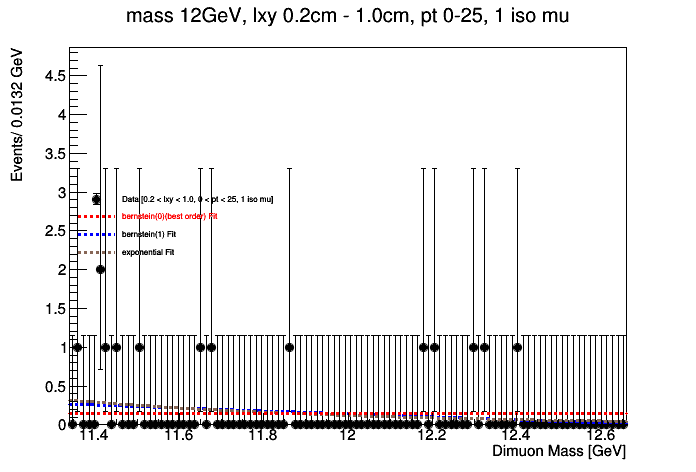 mass 12GeV, lxy 0.2cm - 1.0cm, pt 0-25, 1 iso mu
Events/ 0.0132 GeV
4.5
4
3.5
3
2.5
2
1.5
1
0.5
0
Data [0.2 < lxy < 1.0, 0 < pt < 25, 1 iso mu]
bernstein(0)(best order) Fit
bernstein(1) Fit
exponential Fit
11.4 11.6 11.8 12 12.2 12.4 12.6
Dimuon Mass [GeV]